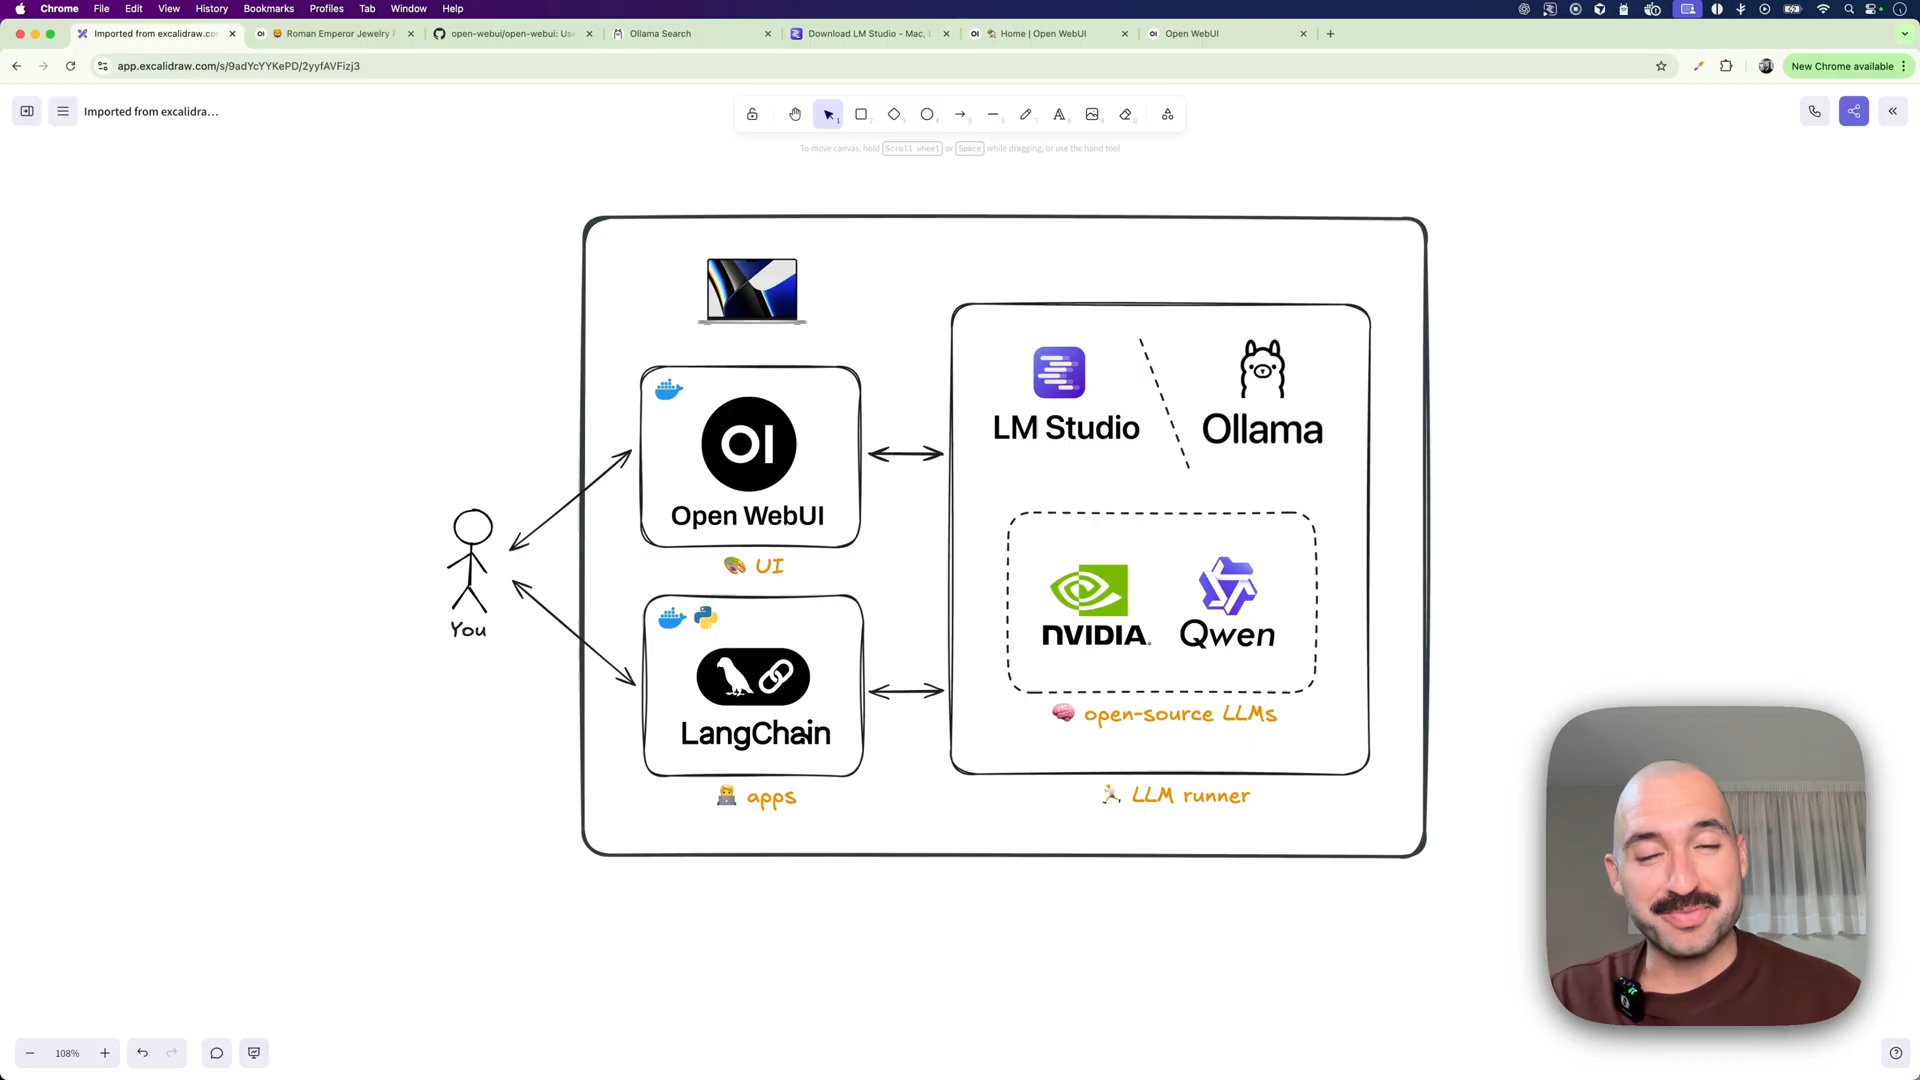 Chrome File Edit View History Bookmarks Profiles Tab Window Help
Imported from excalidraw.co
Roman Emperor Jewelry
open-webui/open-webui: Us
Ollama Search
Download LM Studio - Mac, L
OI Home | Open WebUI
OI Open WebUI
app.excalidraw.com/s/9adYcYYKePD/2yyfAVFizj3
New Chrome available
Imported from excalidra...
To move canvas, hold Scroll wheel or Space while dragging, or use the hand tool
LM Studio
Ollama
OI
Open WebUI
UI
You
NVIDIA.
Qwen
open-source LLMs
LangChain
apps
LLM runner
108%